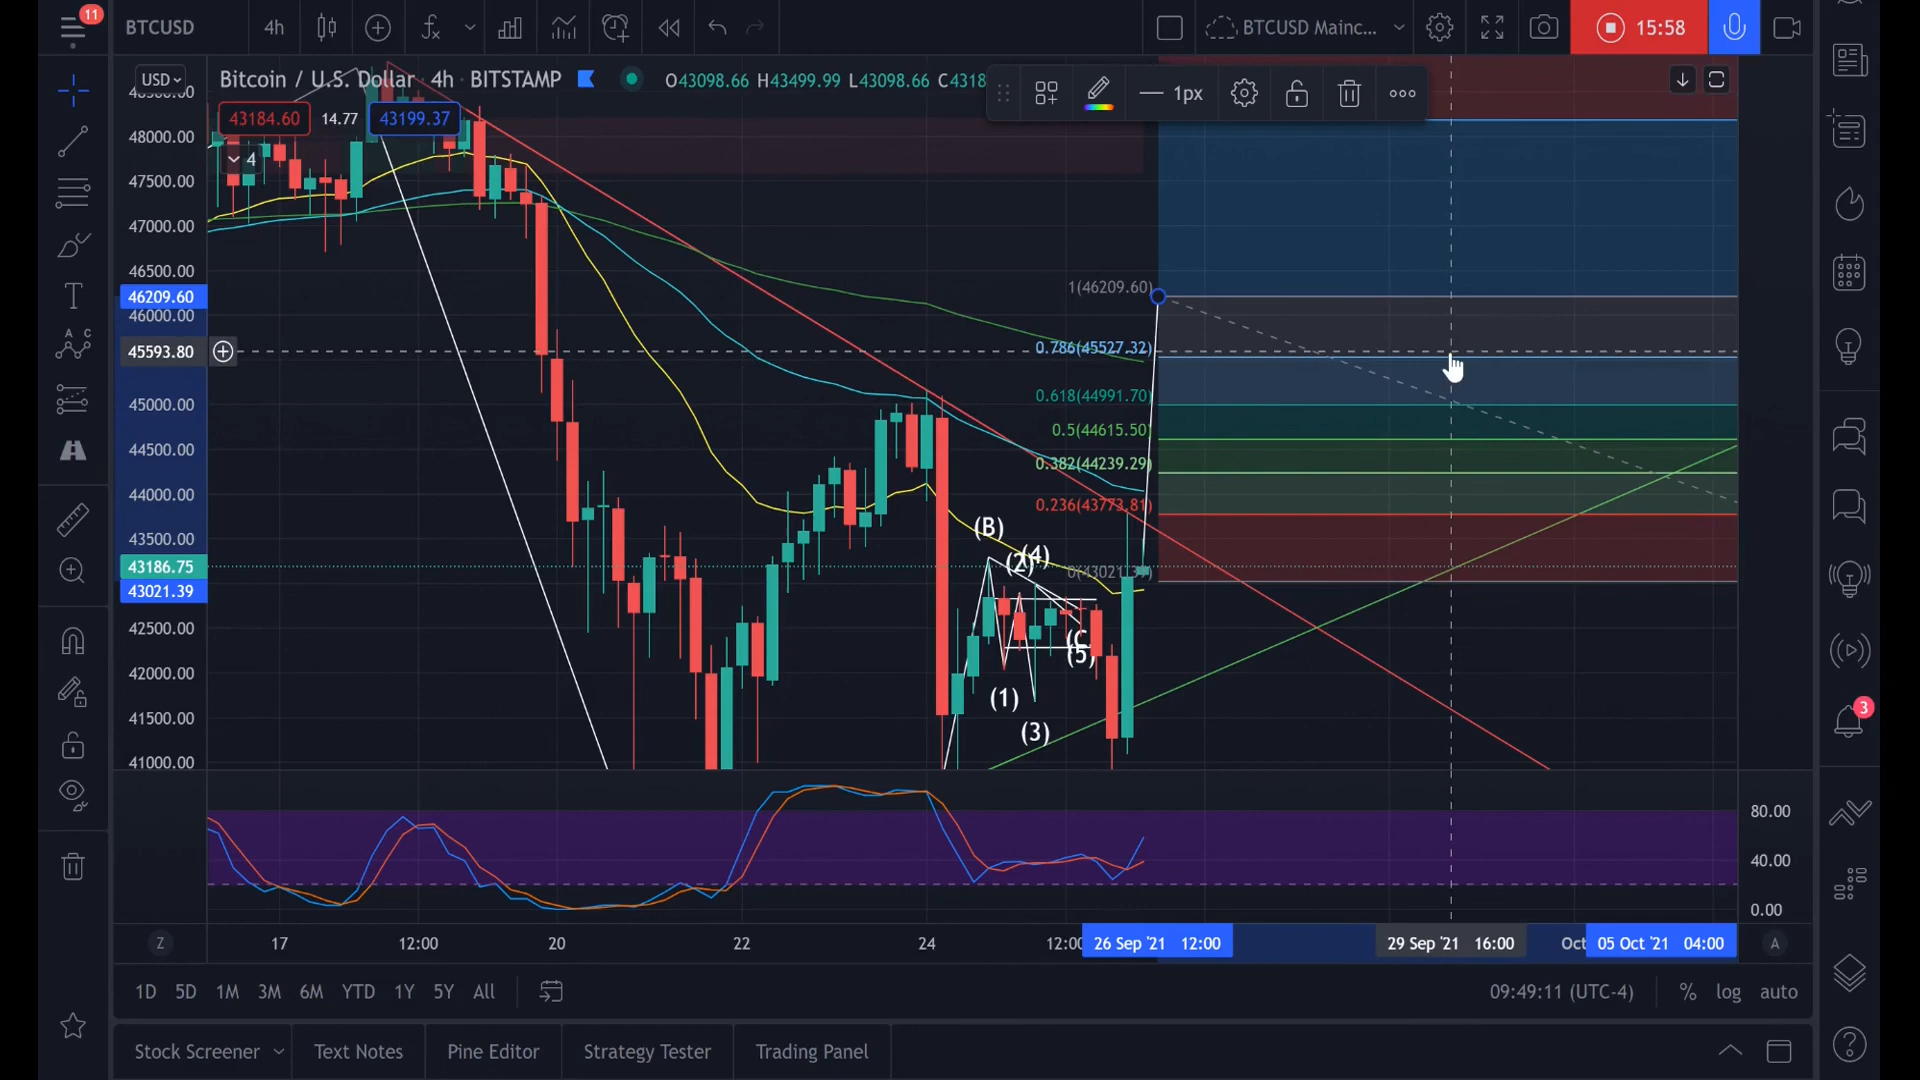 11
BTCUSD
4h
BTCUSD Mainc...
15:58
USD
Bitcoin / U.S. Dollar · 4h · BITSTAMP
O43098.66 H43499.99 L43098.66 C4318
1px
43184.60
14.77
43199.37
4
48000.00
47500.00
47000.00
46500.00
46209.60
46000.00
45593.80
45000.00
44500.00
44000.00
43500.00
43186.75
43021.39
42500.00
42000.00
41500.00
41000.00
1(46209.60)
0.786(45527.32)
0.618(44991.70)
0.5(44615.50)
0.382(44239.29)
0.236(43773.81)
0(43021.39)
(B)
(2)
(4)
(C
(5)
(1)
(3)
3
80.00
40.00
0.00
Z
17
12:00
20
22
24
12:00
26 Sep '21 12:00
29 Sep '21 16:00
Oct
05 Oct '21 04:00
A
1D
5D
1M
3M
6M
YTD
1Y
5Y
All
09:49:11 (UTC-4)
%
log
auto
Stock Screener
Text Notes
Pine Editor
Strategy Tester
Trading Panel